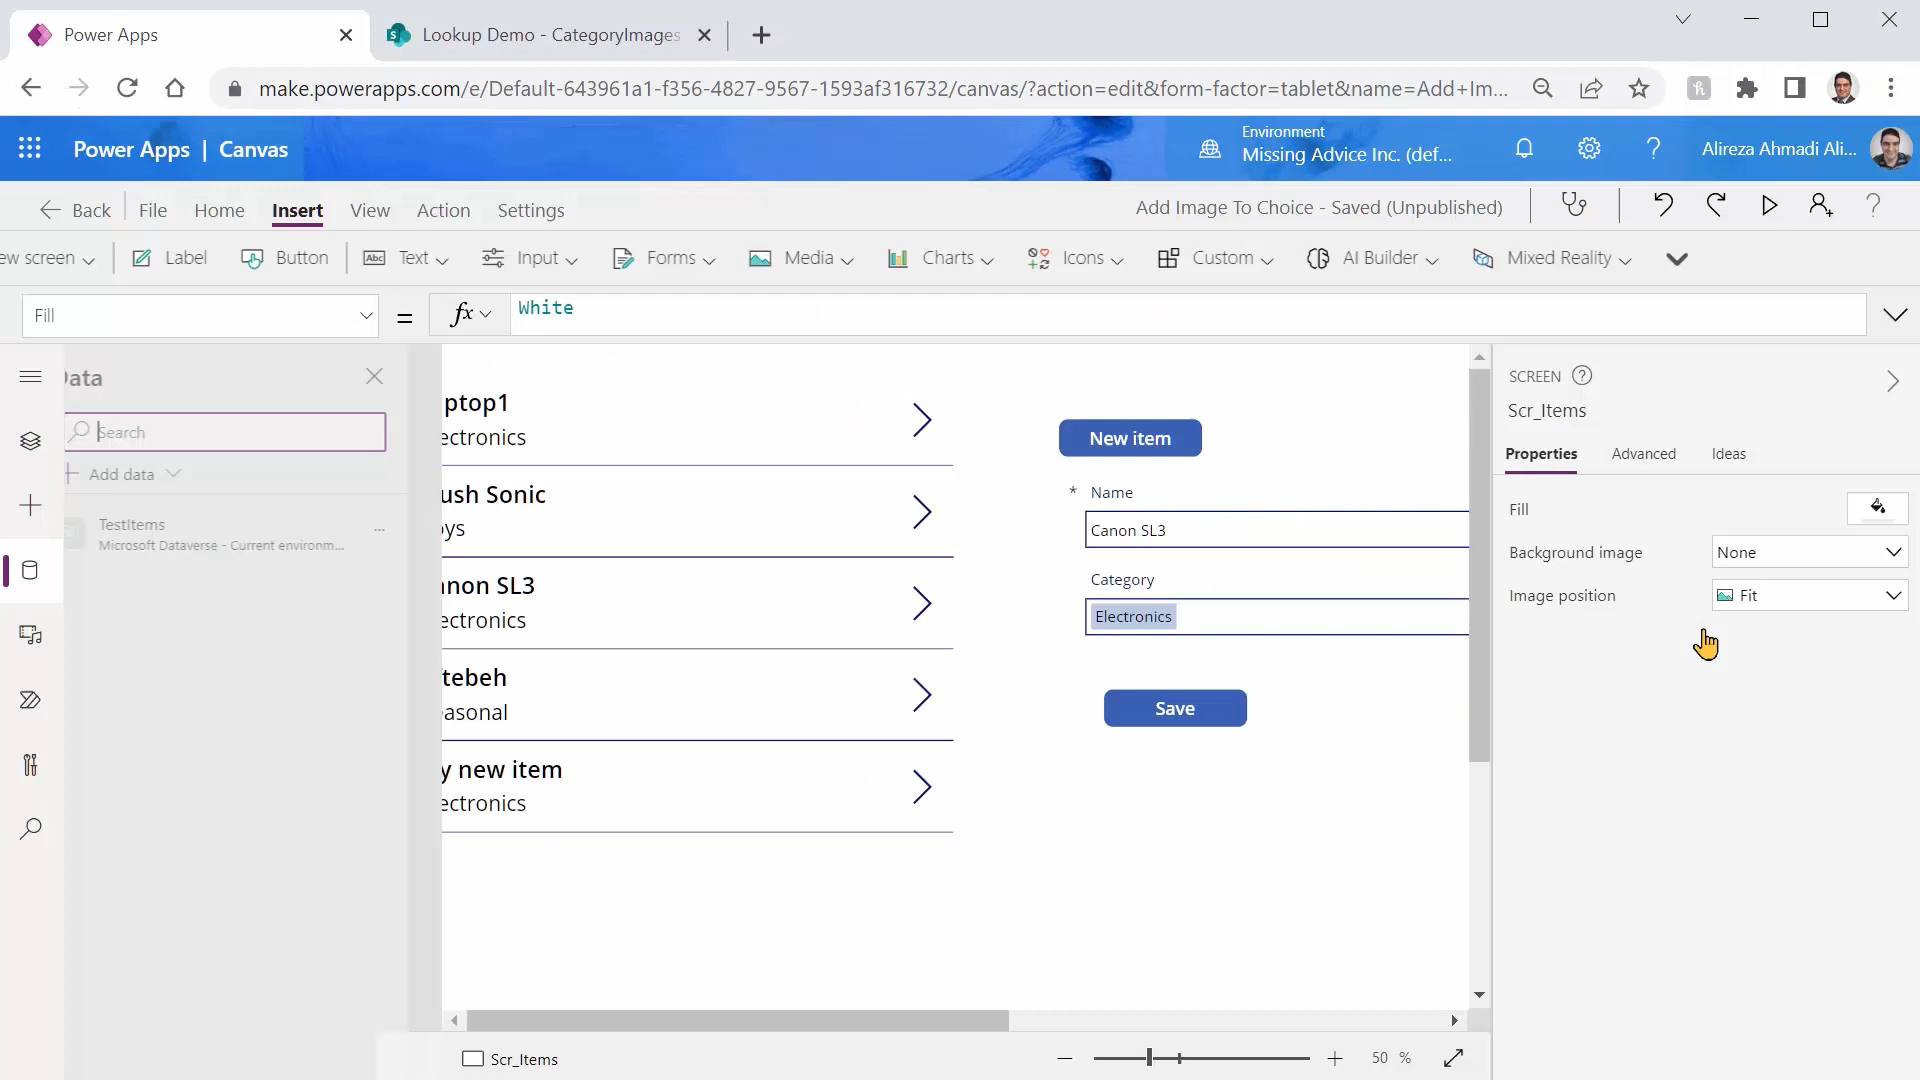 Power Apps
Lookup Demo - CategoryImages
make.powerapps.com/e/Default-643961a1-f356-4827-9567-1593af316732/canvas/?action=edit&form-factor=tablet&name=Add+Im...
Power Apps | Canvas
Environment
Missing Advice Inc. (def...
Alireza Ahmadi Ali...
Back
File
Home
Insert
View
Action
Settings
Add Image To Choice - Saved (Unpublished)
ew screen
Label
Button
Abc
Text
Input
Forms
Media
Charts
Icons
Custom
AI Builder
Mixed Reality
Fill
=
fx
White
Data
Search
Add data
TestItems
Microsoft Dataverse - Current environm...
ptop1
ectronics
ush Sonic
ys
anon SL3
ectronics
tebeh
easonal
y new item
ectronics
New item
* Name
Canon SL3
Category
Electronics
Save
SCREEN
Scr_Items
Properties
Advanced
Ideas
Fill
Background image
None
Image position
Fit
Scr_Items
50 %